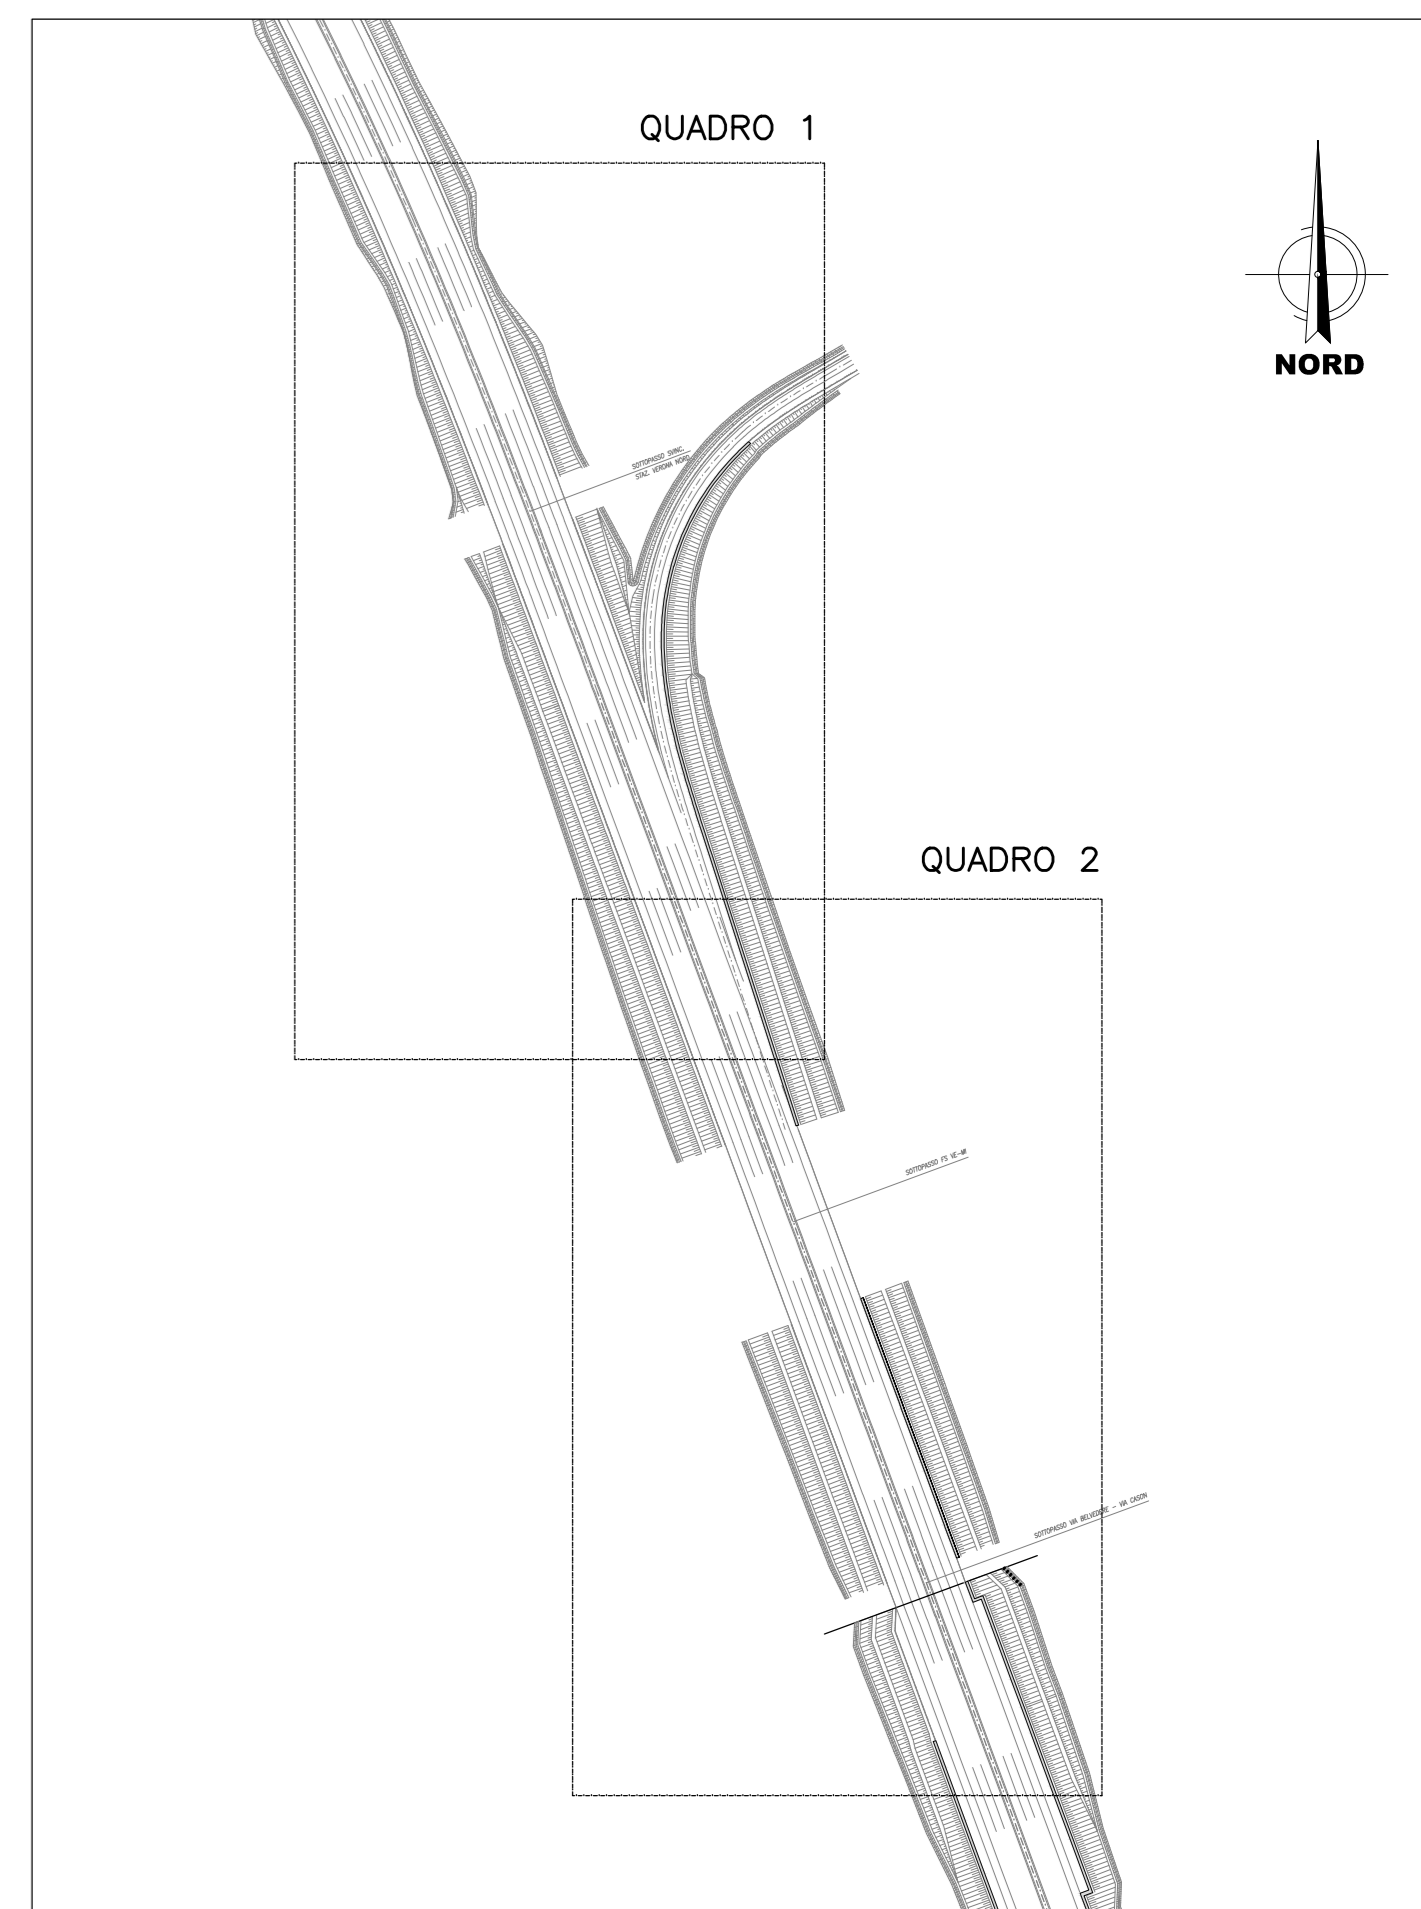 QUADRO 1
NORD
SOTTOPASSO SVINC.
STAZ. VERONA NORD
QUADRO 2
SOTTOPASSO FS VE-MI
SOTTOPASSO VIA BELVEDERE - VIA CASON